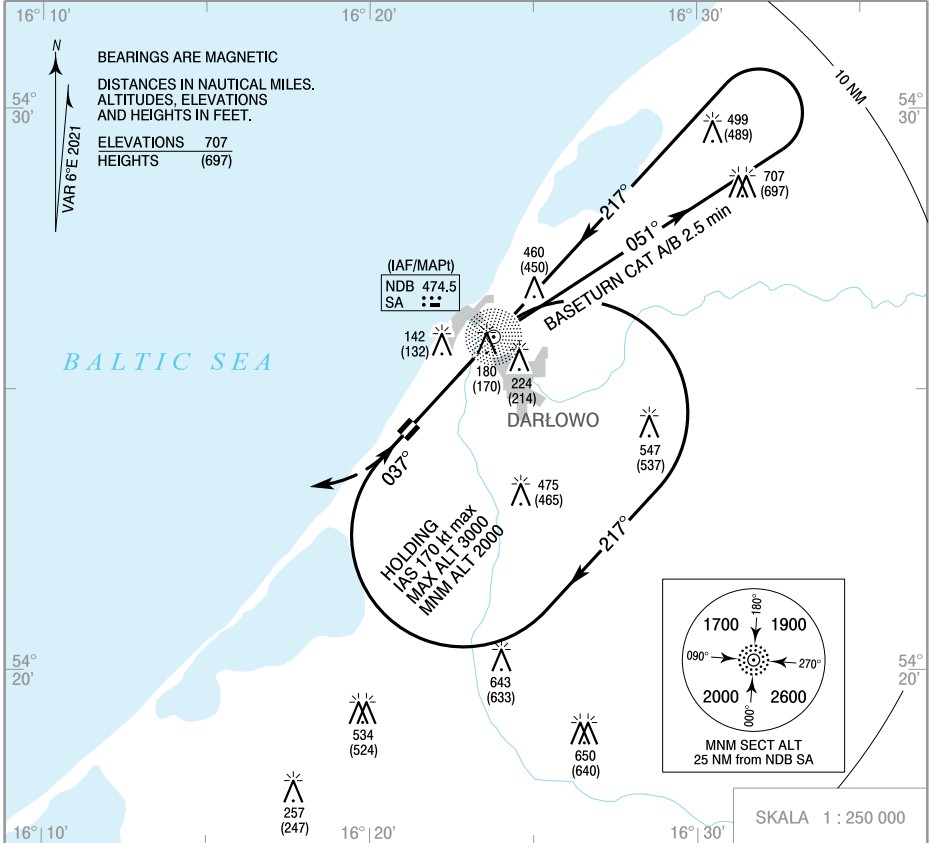 16° 10'
16° 20'
16° 30'
N
VAR 6°E 2021
BEARINGS ARE MAGNETIC
DISTANCES IN NAUTICAL MILES.
ALTITUDES, ELEVATIONS
AND HEIGHTS IN FEET.
ELEVATIONS 707
HEIGHTS (697)
10 NM
54°
30'
54°
30'
499
(489)
707
(697)
217°
051°
BASETURN CAT A/B 2.5 min
460
(450)
(IAF/MAPt)
NDB 474.5
SA
142
(132)
180
(170)
224
(214)
BALTIC SEA
DARŁOWO
547
(537)
037°
475
(465)
HOLDING
IAS 170 kt max
MAX ALT 3000
MNM ALT 2000
217°
1700
180°
1900
090°
270°
2000
000°
2600
MNM SECT ALT
25 NM from NDB SA
54°
20'
54°
20'
643
(633)
534
(524)
650
(640)
257
(247)
SKALA 1 : 250 000
16° 10'
16° 20'
16° 30'